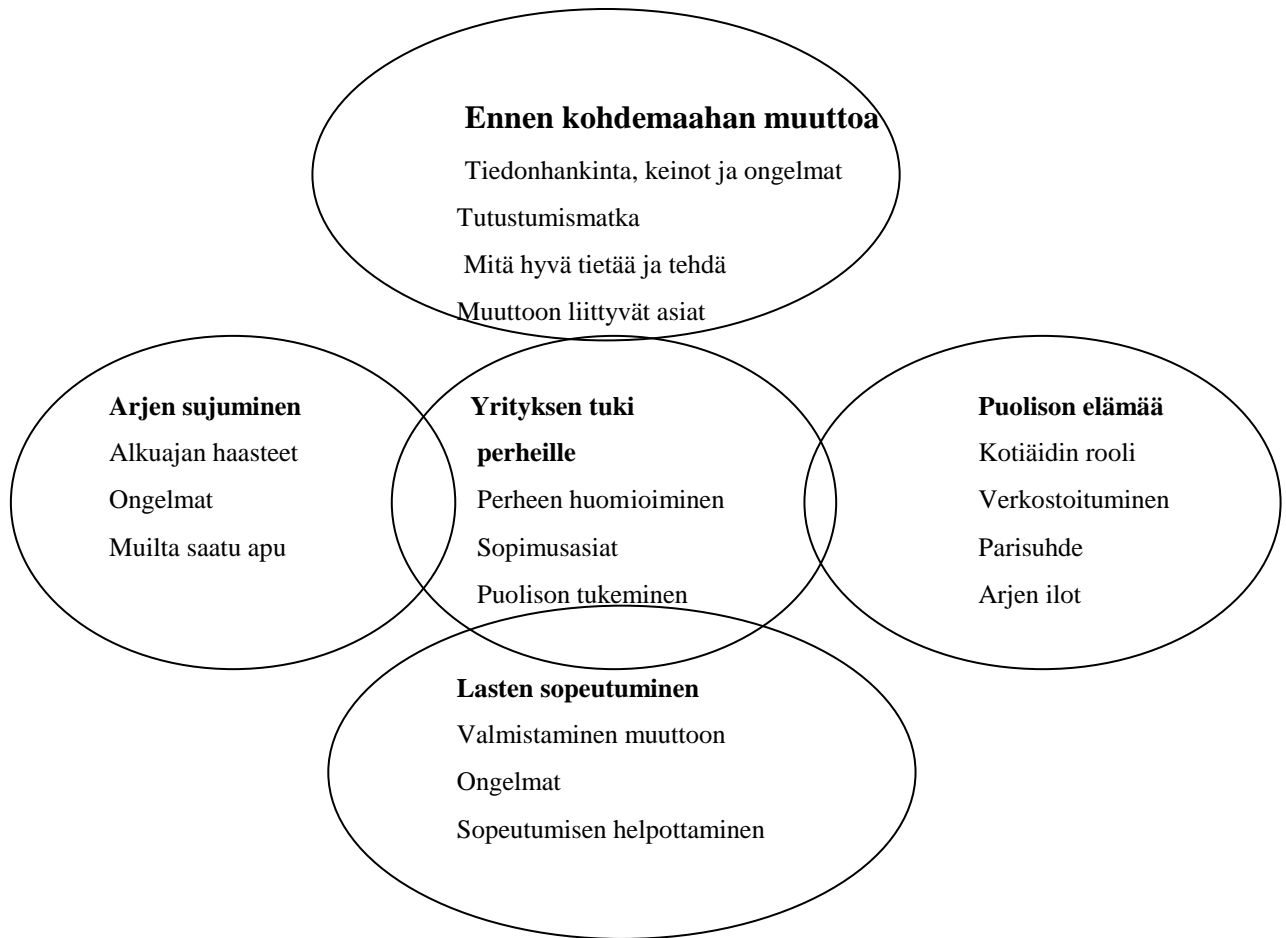 Ennen kohdemaahan muuttoa
Tiedonhankinta, keinot ja ongelmat
Tutustumismatka
Mitä hyvä tietää ja tehdä
Muuttoon liittyvät asiat
Arjen sujuminen
Alkuajan haasteet
Ongelmat
Muilta saatu apu
Yrityksen tuki
perheille
Perheen huomioiminen
Sopimusasiat
Puolison tukeminen
Puolison elämää
Kotiäidin rooli
Verkostoituminen
Parisuhde
Arjen ilot
Lasten sopeutuminen
Valmistaminen muuttoon
Ongelmat
Sopeutumisen helpottaminen